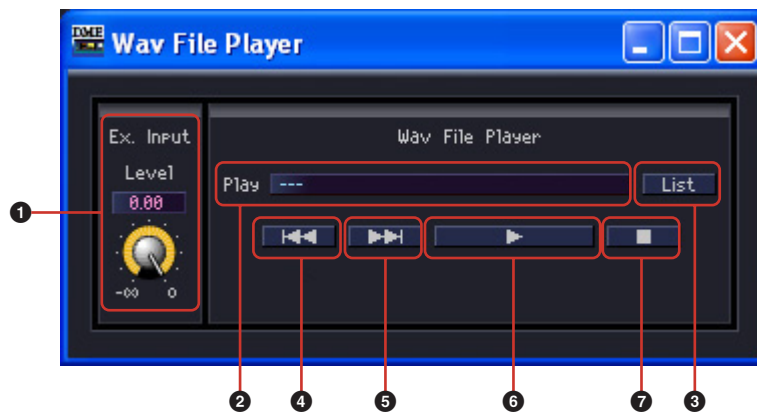 DME
Wav File Player
Ex. Input
Wav File Player
Level
Play
---
List
0.00
-∞
0
1
2
4
5
6
7
3